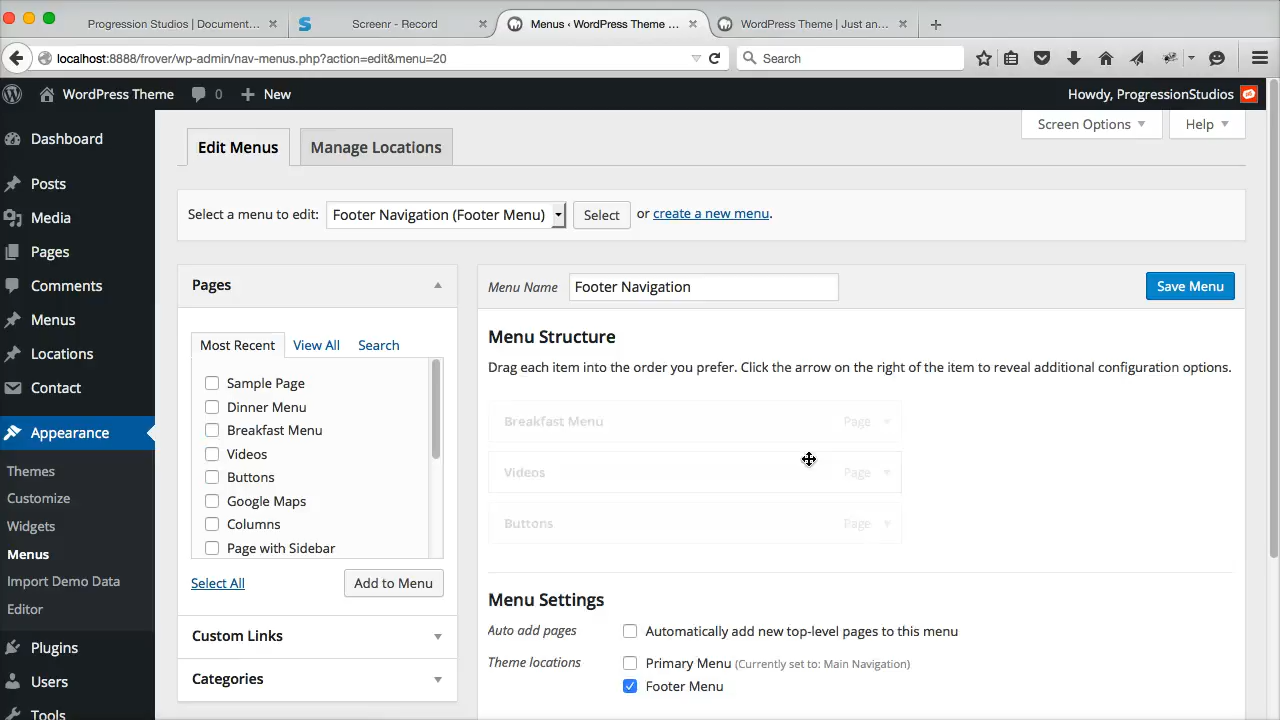 Progression Studios | Document...
Screenr - Record
Menus ‹ WordPress Theme ...
WordPress Theme | Just an...
localhost:8888/frover/wp-admin/nav-menus.php?action=edit&menu=20
Search
WordPress Theme
0
New
Howdy, ProgressionStudios
Dashboard
Posts
Media
Pages
Comments
Menus
Locations
Contact
Appearance
Themes
Customize
Widgets
Menus
Import Demo Data
Editor
Plugins
Users
Tools
Screen Options
Help
Edit Menus
Manage Locations
Select a menu to edit:
Footer Navigation (Footer Menu)
Select
or create a new menu.
Pages
Most Recent
View All
Search
Sample Page
Dinner Menu
Breakfast Menu
Videos
Buttons
Google Maps
Columns
Page with Sidebar
Select All
Add to Menu
Custom Links
Categories
Menu Name
Footer Navigation
Save Menu
Menu Structure
Drag each item into the order you prefer. Click the arrow on the right of the item to reveal additional configuration options.
Breakfast Menu Page
Videos Page
Buttons Page
Menu Settings
Auto add pages
Automatically add new top-level pages to this menu
Theme locations
Primary Menu (Currently set to: Main Navigation)
Footer Menu